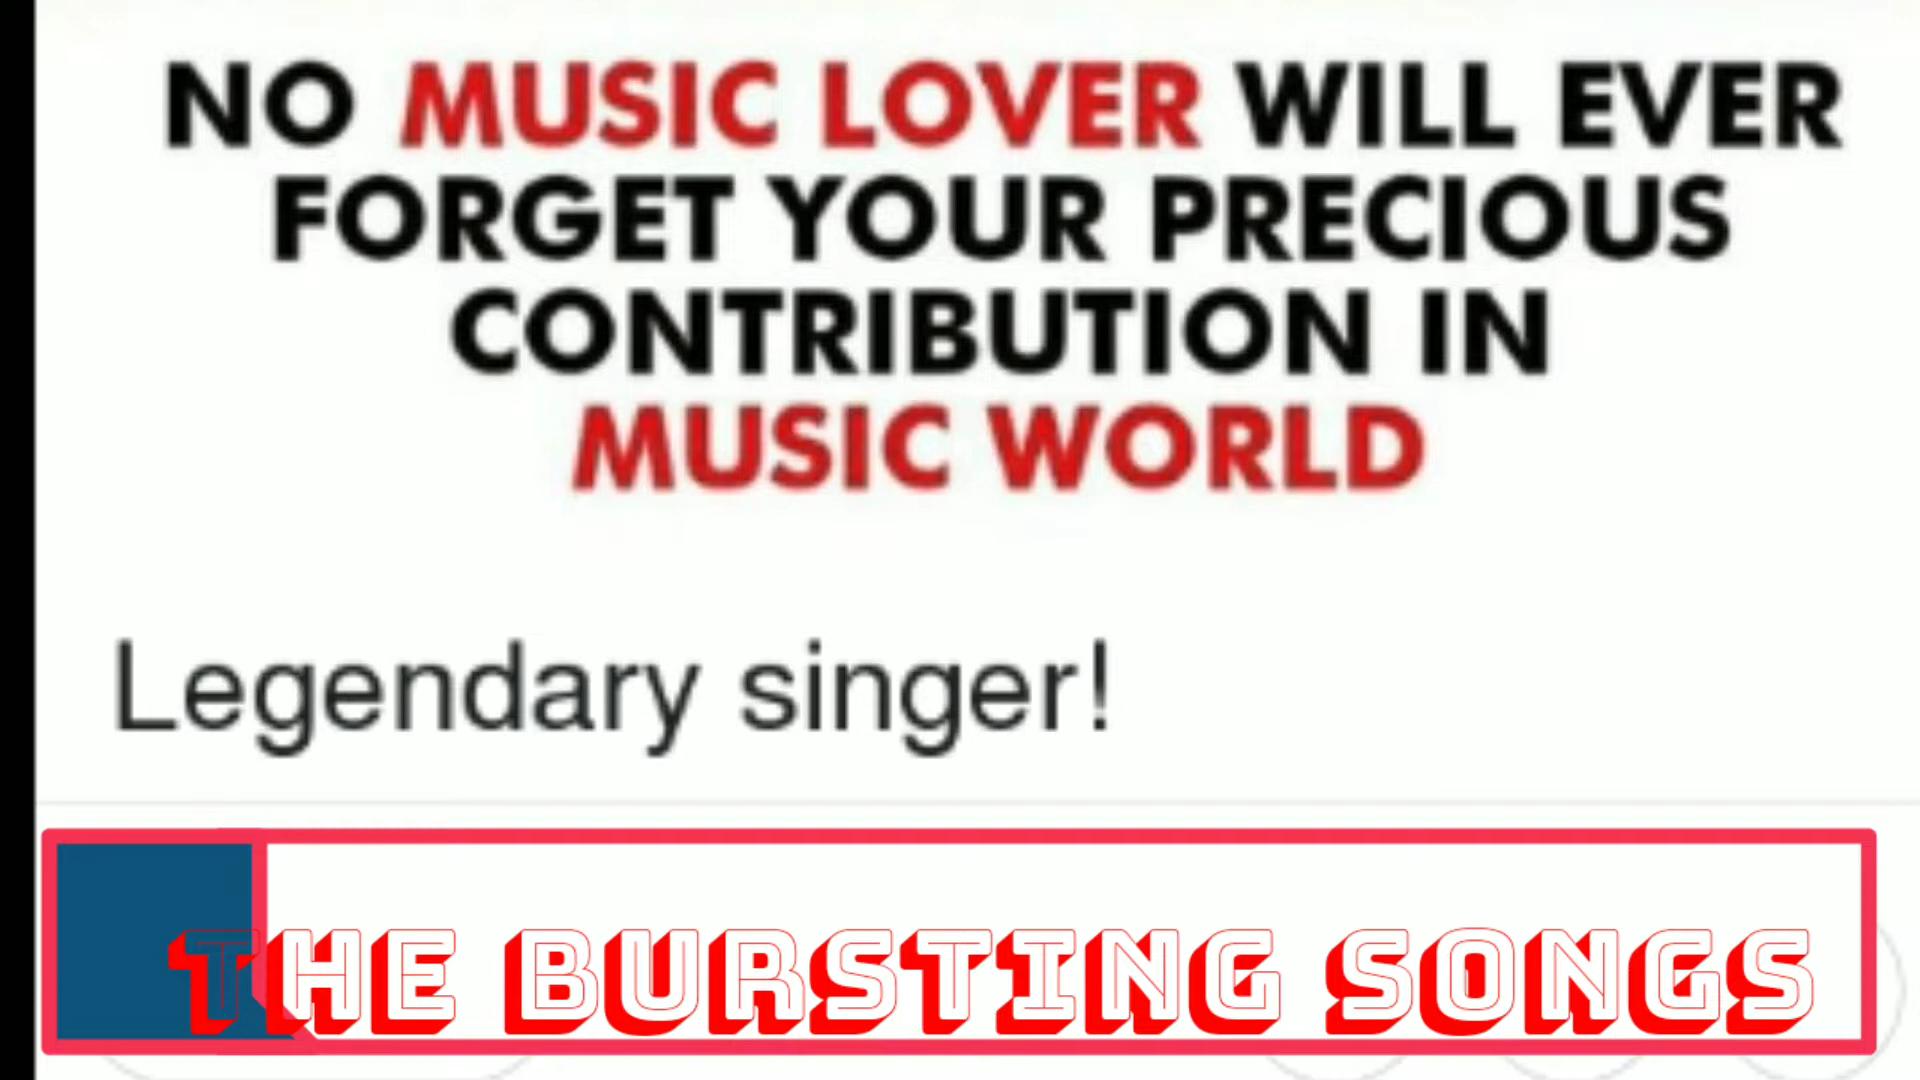 NO MUSIC LOVER WILL EVER
FORGET YOUR PRECIOUS
CONTRIBUTION IN
MUSIC WORLD
Legendary singer!
THE BURSTING SONGS